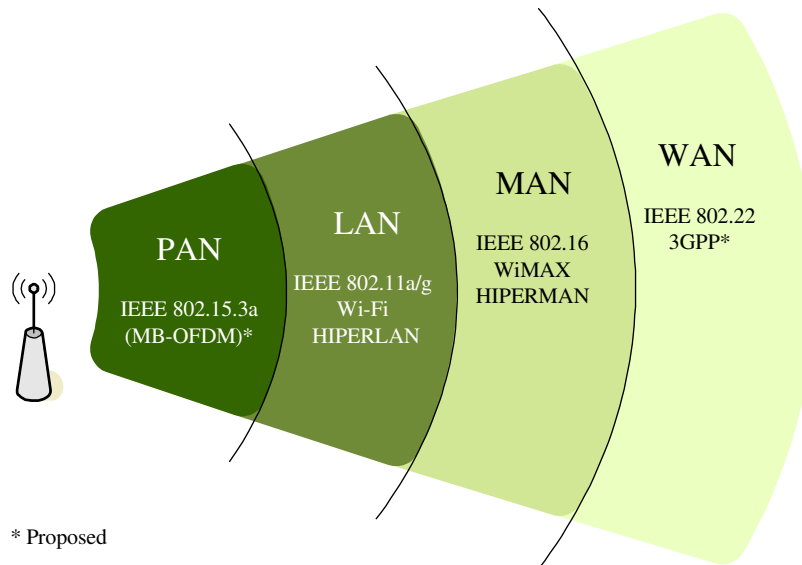 PAN
IEEE 802.15.3a
(MB-OFDM)*
LAN
IEEE 802.11a/g
Wi-Fi
HIPERLAN
MAN
IEEE 802.16
WiMAX
HIPERMAN
WAN
IEEE 802.22
3GPP*
* Proposed